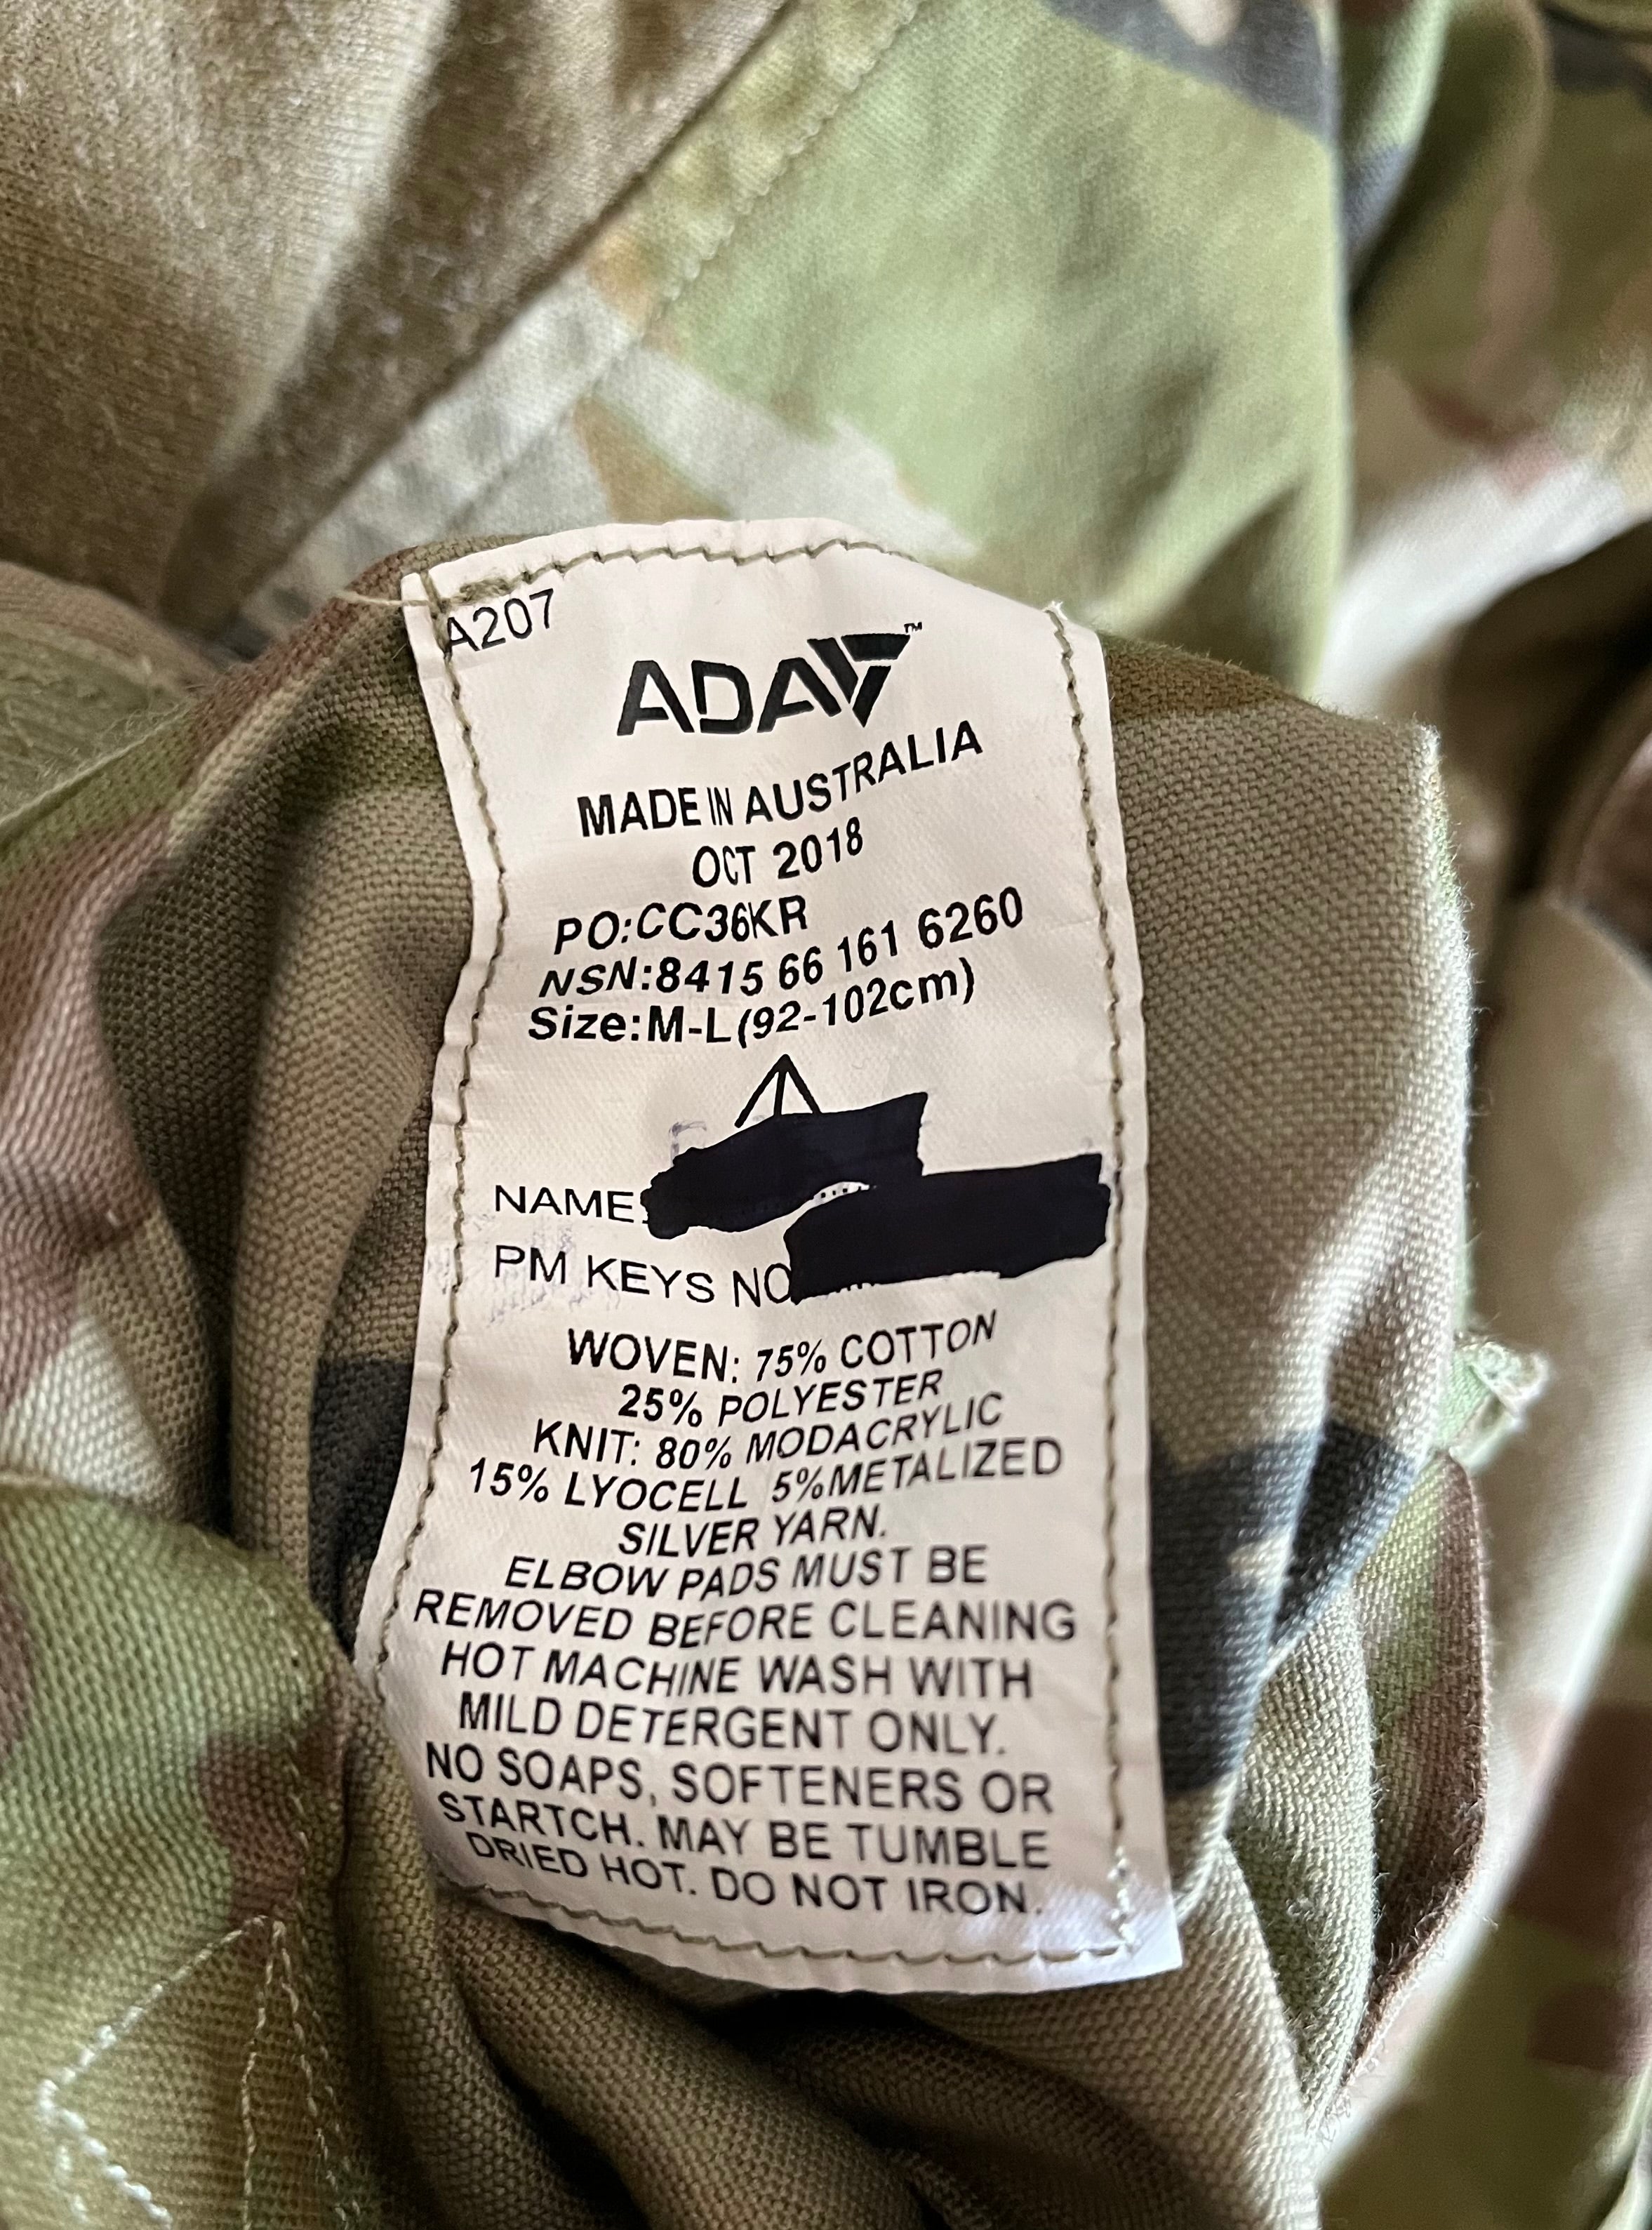 A207
ADA™
MADE IN AUSTRALIA
OCT 2018
PO:CC36KR
NSN:8415 66 161 6260
Size:M-L(92-102cm)
NAME:
PM KEYS NO
WOVEN: 75% COTTON
25% POLYESTER
KNIT: 80% MODACRYLIC
15% LYOCELL 5%METALIZED
SILVER YARN.
ELBOW PADS MUST BE
REMOVED BEFORE CLEANING
HOT MACHINE WASH WITH
MILD DETERGENT ONLY.
NO SOAPS, SOFTENERS OR
STARTCH. MAY BE TUMBLE
DRIED HOT. DO NOT IRON.